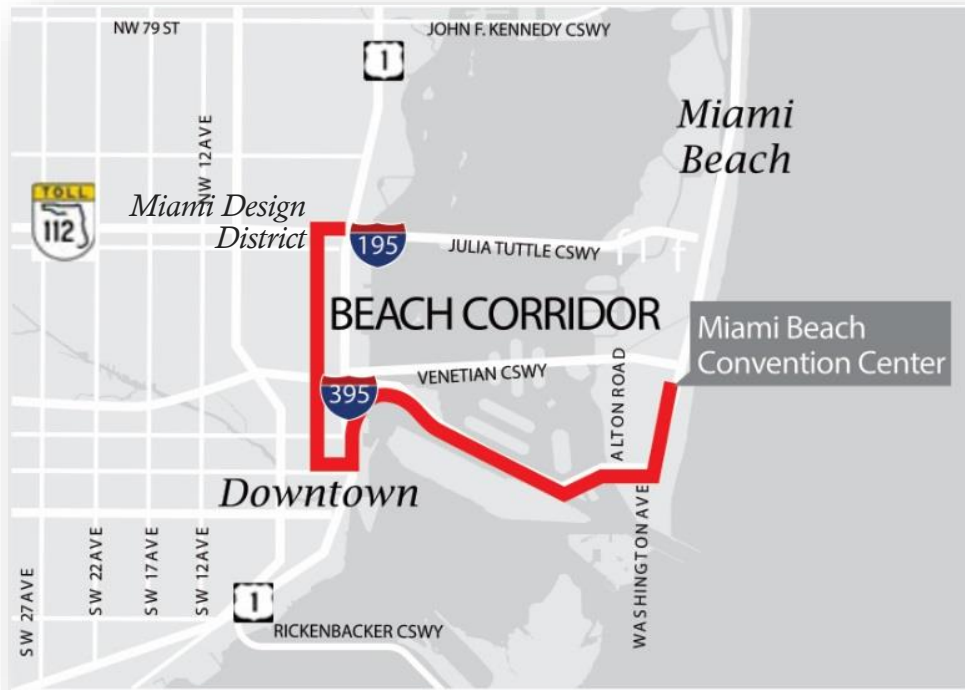 NW 79 ST
JOHN F. KENNEDY CSWY
1
Miami
Beach
NW 12AVE
TOLL
112
Miami Design
District
195
JULIA TUTTLE CSWY
BEACH CORRIDOR
Miami Beach
Convention Center
VENETIAN CSWY
395
ALTON ROAD
Downtown
WASHINGTON AVE
SW 27AVE
SW 22AVE
SW 17AVE
SW 12AVE
1
RICKENBACKER CSWY